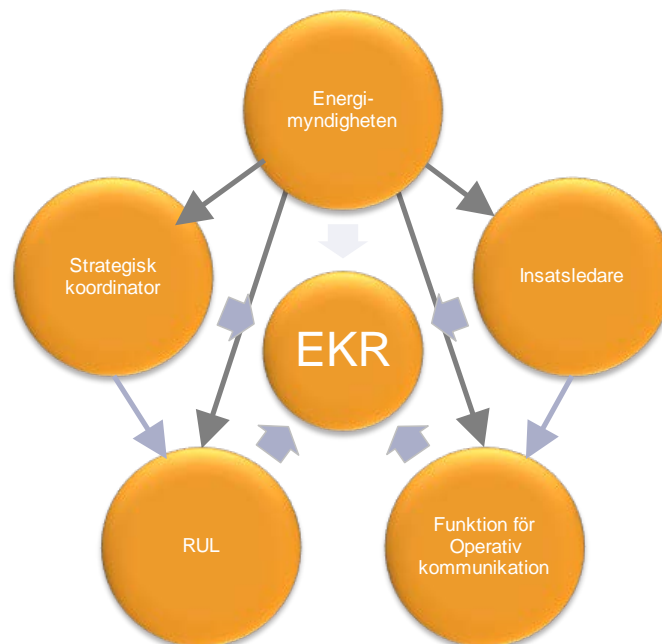 Energi-
myndigheten
Strategisk
koordinator
Insatsledare
EKR
RUL
Funktion för
Operativ
kommunikation